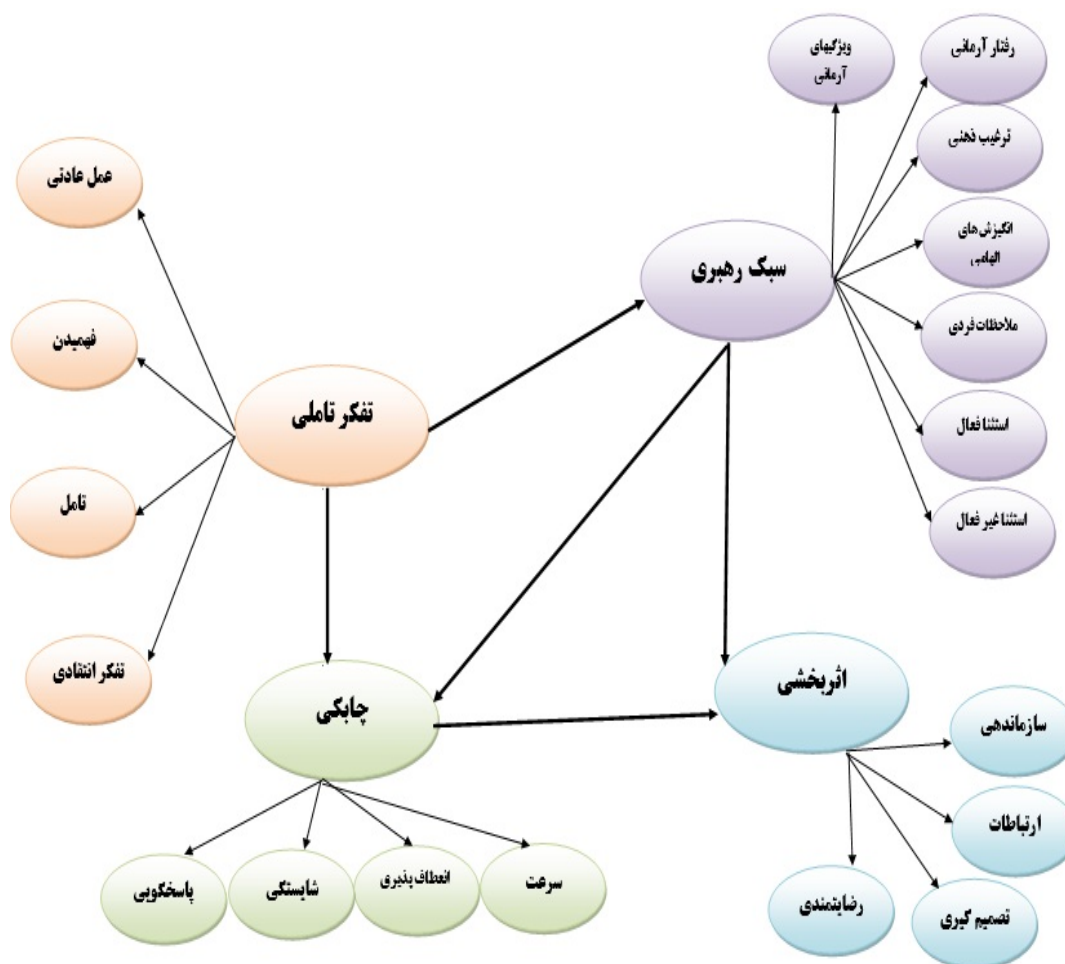 ویژگیهای
آرمانی
رفتار آرمانی
ترغیب ذهنی
انگیزش های
الهامبی
ملاحظات فردی
استثنا فعال
استثنا غیر فعال
سبک رهبری
عمل عادتی
فهمیدن
تامل
تفکر انتقادی
تفکر تاملی
چابکی
پاسخگویی
شایستگی
انعطاف پذیری
سرعت
اثربخشی
سازماندهی
ارتباطات
تصمیم گیری
رضایتمندی